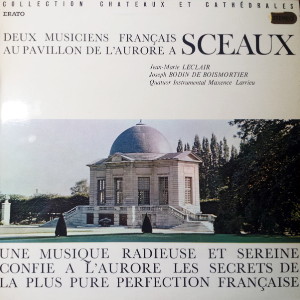 COLLECTION CHATEAUX ET CATHÉDRALES
ERATO
DEUX MUSICIENS FRANÇAIS
AU PAVILLON DE L'AURORE A SCEAUX
Jean-Marie LECLAIR
Joseph BODIN DE BOISMORTIER
Quatuor Instrumental Maxence Larrieu
UNE MUSIQUE RADIEUSE ET SEREINE
CONFIE A L'AURORE LES SECRETS DE
LA PLUS PURE PERFECTION FRANÇAISE